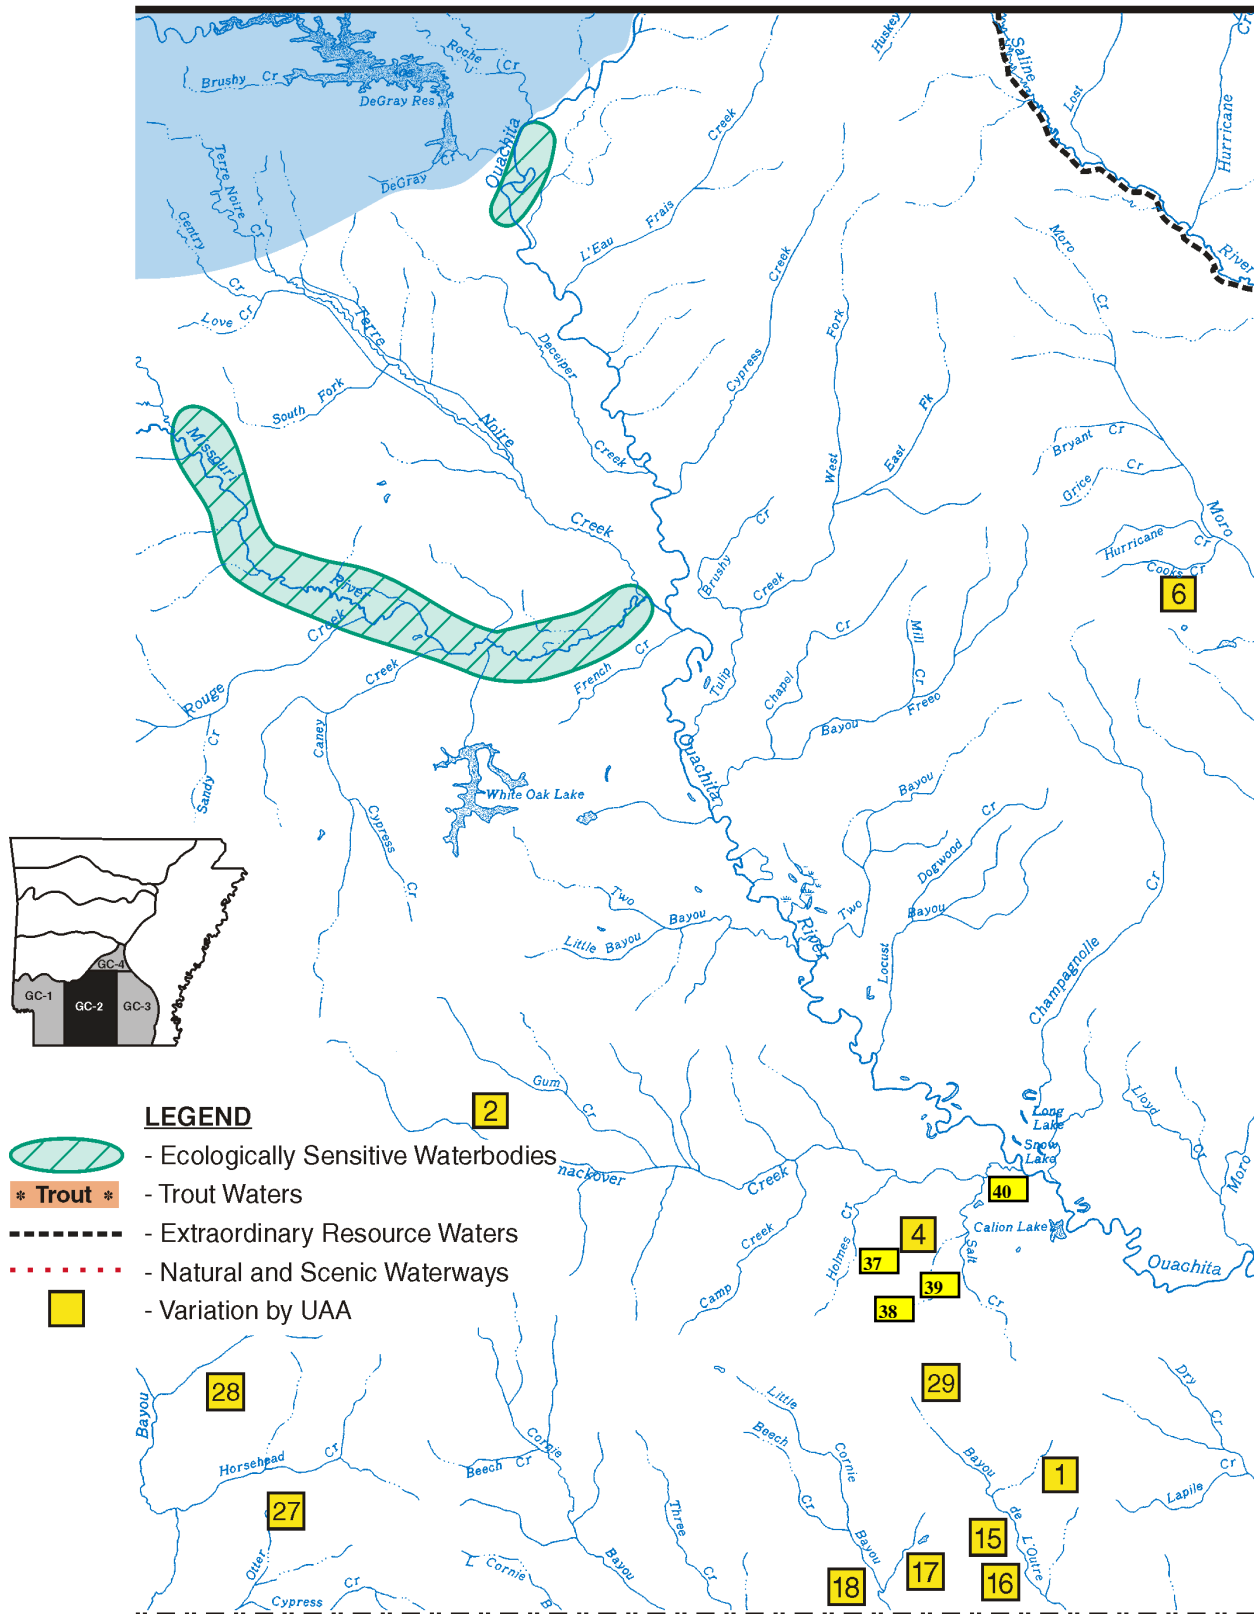 Roche
Cr
Brushy Cr
DeGray Res
Huskey
Saline
Lost
Cr
Hurricane
Ouachita
Creek
Cr
DeGray
Terre Noire
Cr
Gentry
Cr
L'Eau
Frais
Creek
Moro
Cr
River
Love Cr
Terre
Deceiper
Creek
Cypress
Fork
West
South Fork
Noire
East
Fk
Bryant Cr
Grice
Cr
Moro
Missouri
Creek
Brushy
Cr
Creek
Hurricane
Cr
Cooks Cr
6
River
Creek
Rouge
Creek
French
Cr
Tulip
Chapel
Cr
Mill
Cr
Freeo
Bayou
Caney
Sandy
Cr
Ouachita
White Oak Lake
Cypress
Cr
Bayou
Dogwood
Cr
Two
Bayou
Little Bayou
River
Two
Bayou
Locust
Cr
Champagnolle
GC-4
GC-1
GC-2
GC-3
Gum
Cr
2
Long
Lake
Snow
Lake
Lloyd
Cr
Moro
nackover
Creek
40
Calion Lake
Salt
Cr
Holmes
Cr
4
37
39
38
Camp
Creek
Ouachita
LEGEND
- Ecologically Sensitive Waterbodies
* Trout * - Trout Waters
- Extraordinary Resource Waters
- Natural and Scenic Waterways
- Variation by UAA
28
Bayou
Horsehead
Cr
27
Otter
Cypress
Cr
Beech Cr
Cornie
Bayou
L Cornie
B
Three
Cr
Little
Cornie
Bayou
Beech
Cr
29
Bayou
de
L'Outre
1
15
16
17
18
Dry
Cr
Lapile
Cr